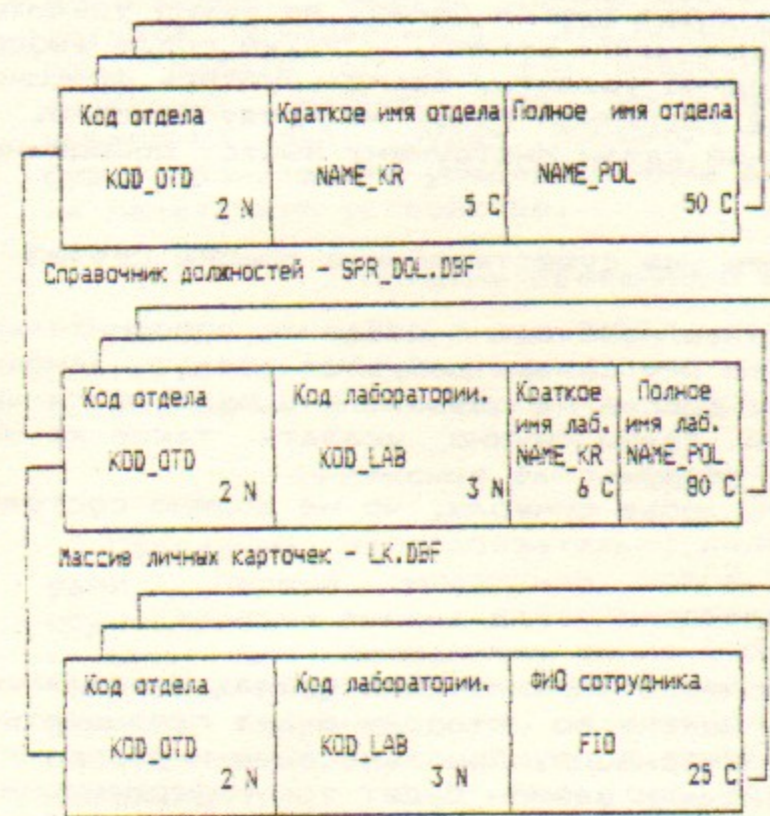 Код отдела Краткое имя отдела Полное имя отдела
KOD_OTD NAME_KR NAME_POL
2 N 5 C 50 C
Справочник должностей - SPR_DOL.DBF
Код отдела Код лаборатории. Краткое Полное
имя лаб. имя лаб.
KOD_OTD KOD_LAB NAME_KR NAME_POL
2 N 3 N 6 C 80 C
Массив личных карточек - LK.DBF
Код отдела Код лаборатории. ФИО сотрудника
KOD_OTD KOD_LAB FIO
2 N 3 N 25 C